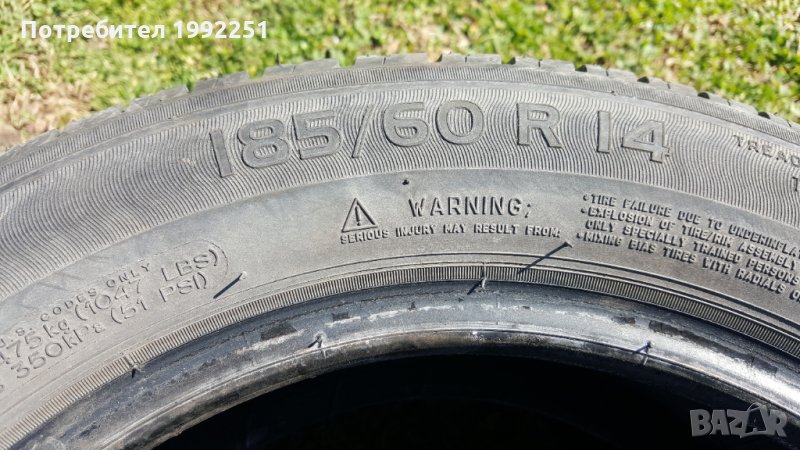 Потребител 1992251
185/60 R 14
TREAD
⚠ WARNING:
SERIOUS INJURY MAY RESULT FROM:
•TIRE FAILURE DUE TO UNDERINFLA
•EXPLOSION OF TIRE/RIM ASSEMBLY
ONLY SPECIALLY TRAINED PERSONS
•MIXING BIAS TIRES WITH RADIALS O
U.S. CODES ONLY
475 kg (1047 LBS)
350kPa (51 PSI)
BAZAR